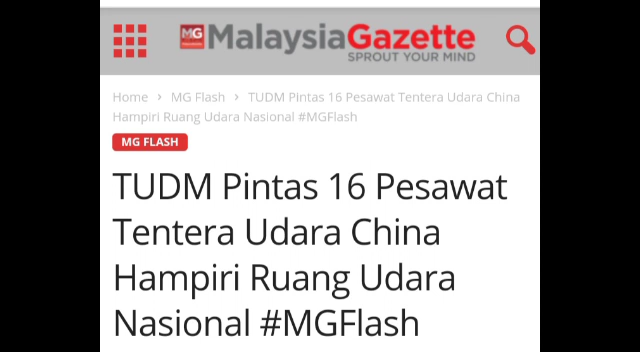 MG MalaysiaGazette
SPROUT YOUR MIND
Home > MG Flash > TUDM Pintas 16 Pesawat Tentera Udara China
Hampiri Ruang Udara Nasional #MGFlash
MG FLASH
TUDM Pintas 16 Pesawat
Tentera Udara China
Hampiri Ruang Udara
Nasional #MGFlash